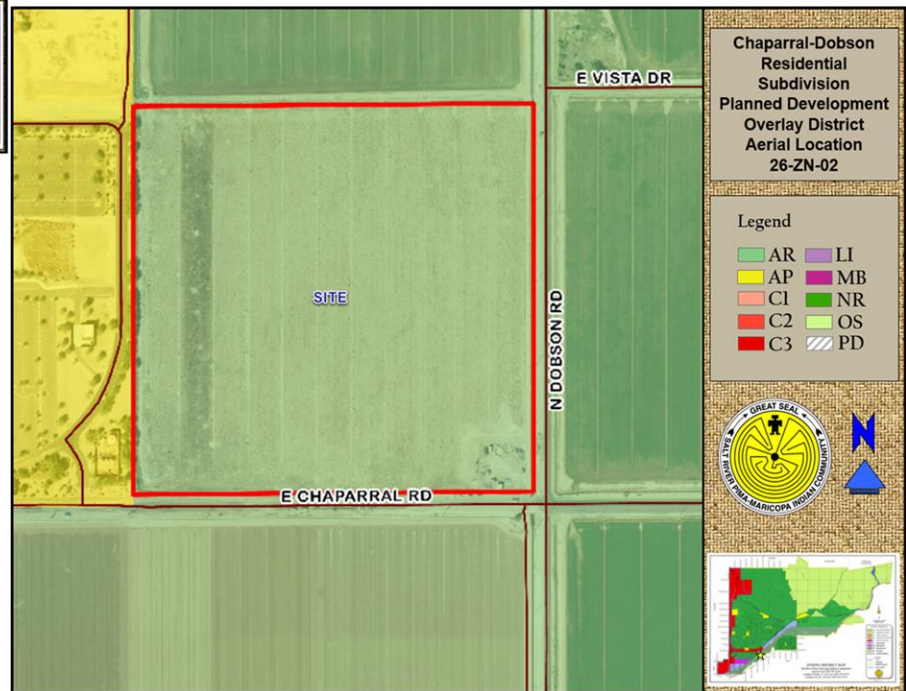 Chaparral-Dobson
Residential
Subdivision
Planned Development
Overlay District
Aerial Location
26-ZN-02
E VISTA DR
SITE
N DOBSON RD
E CHAPARRAL RD
Legend
AR LI
AP MB
C1 NR
C2 OS
C3 PD
GREAT SEAL
SALT RIVER PIMA-MARICOPA INDIAN COMMUNITY
N